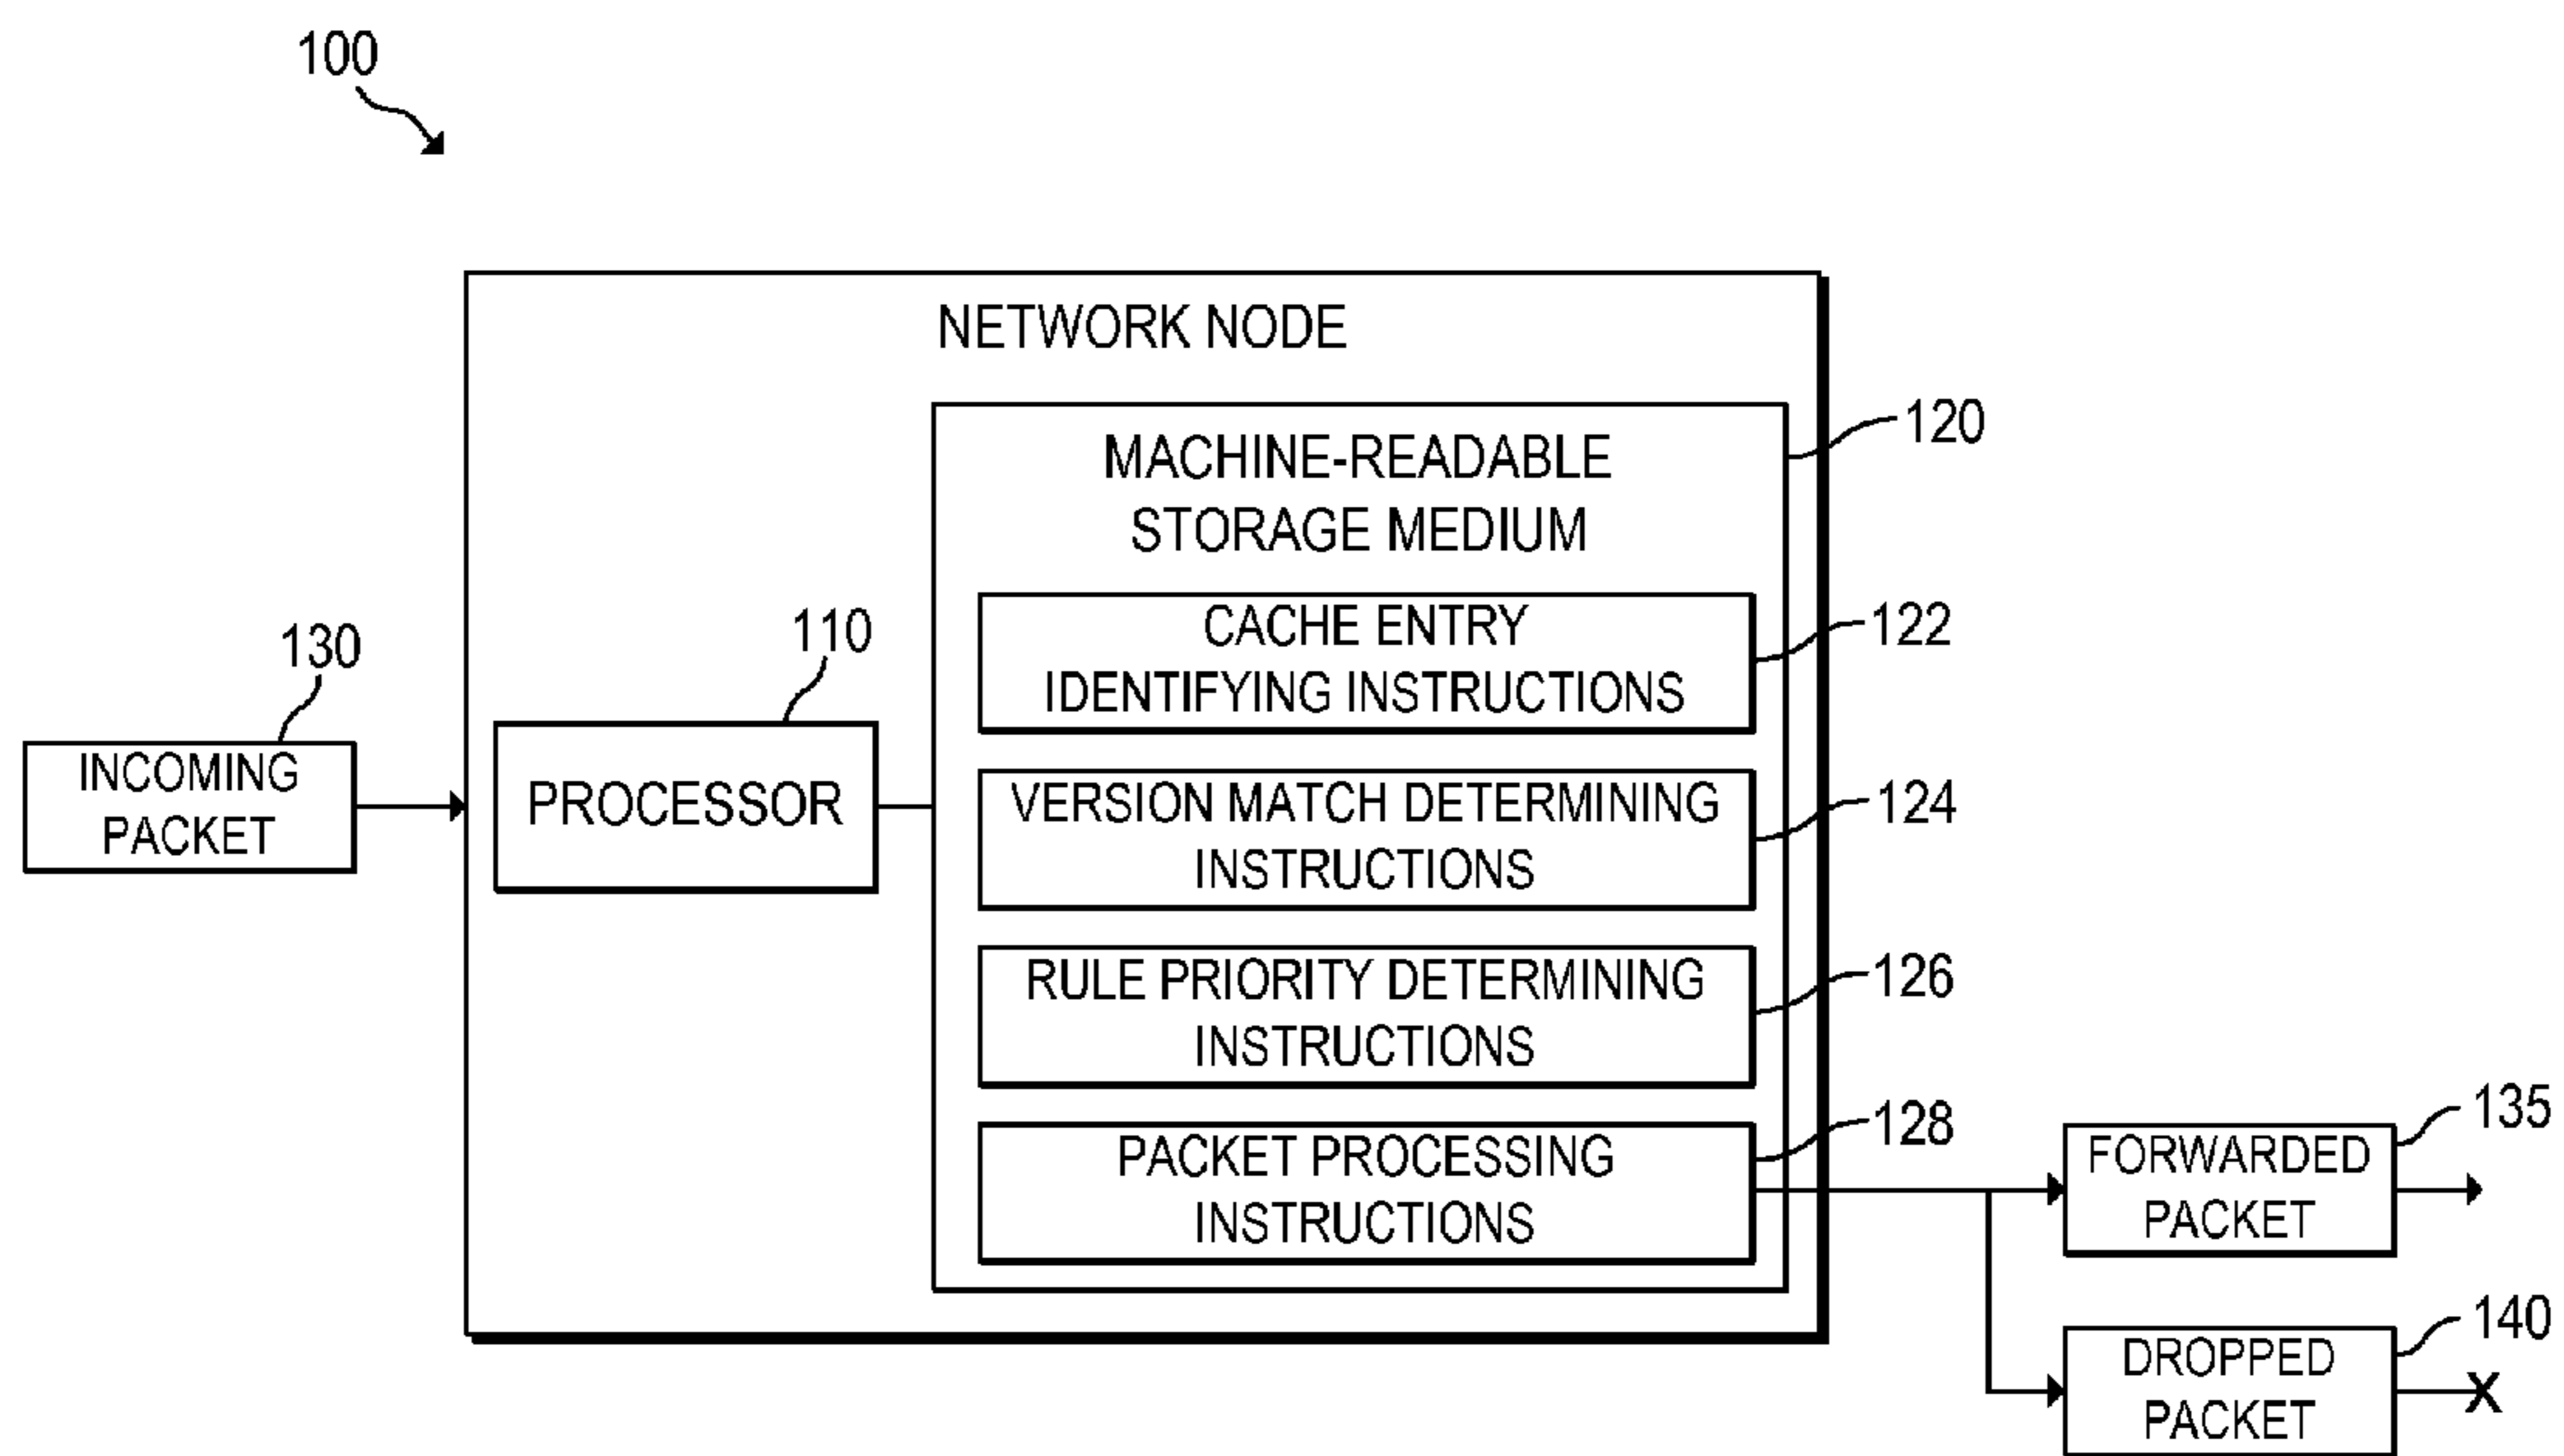 100
NETWORK NODE
120
MACHINE-READABLE
STORAGE MEDIUM
122
CACHE ENTRY
IDENTIFYING INSTRUCTIONS
130
110
INCOMING
PACKET
PROCESSOR
124
VERSION MATCH DETERMINING
INSTRUCTIONS
126
RULE PRIORITY DETERMINING
INSTRUCTIONS
128
PACKET PROCESSING
INSTRUCTIONS
135
FORWARDED
PACKET
140
DROPPED
PACKET
X